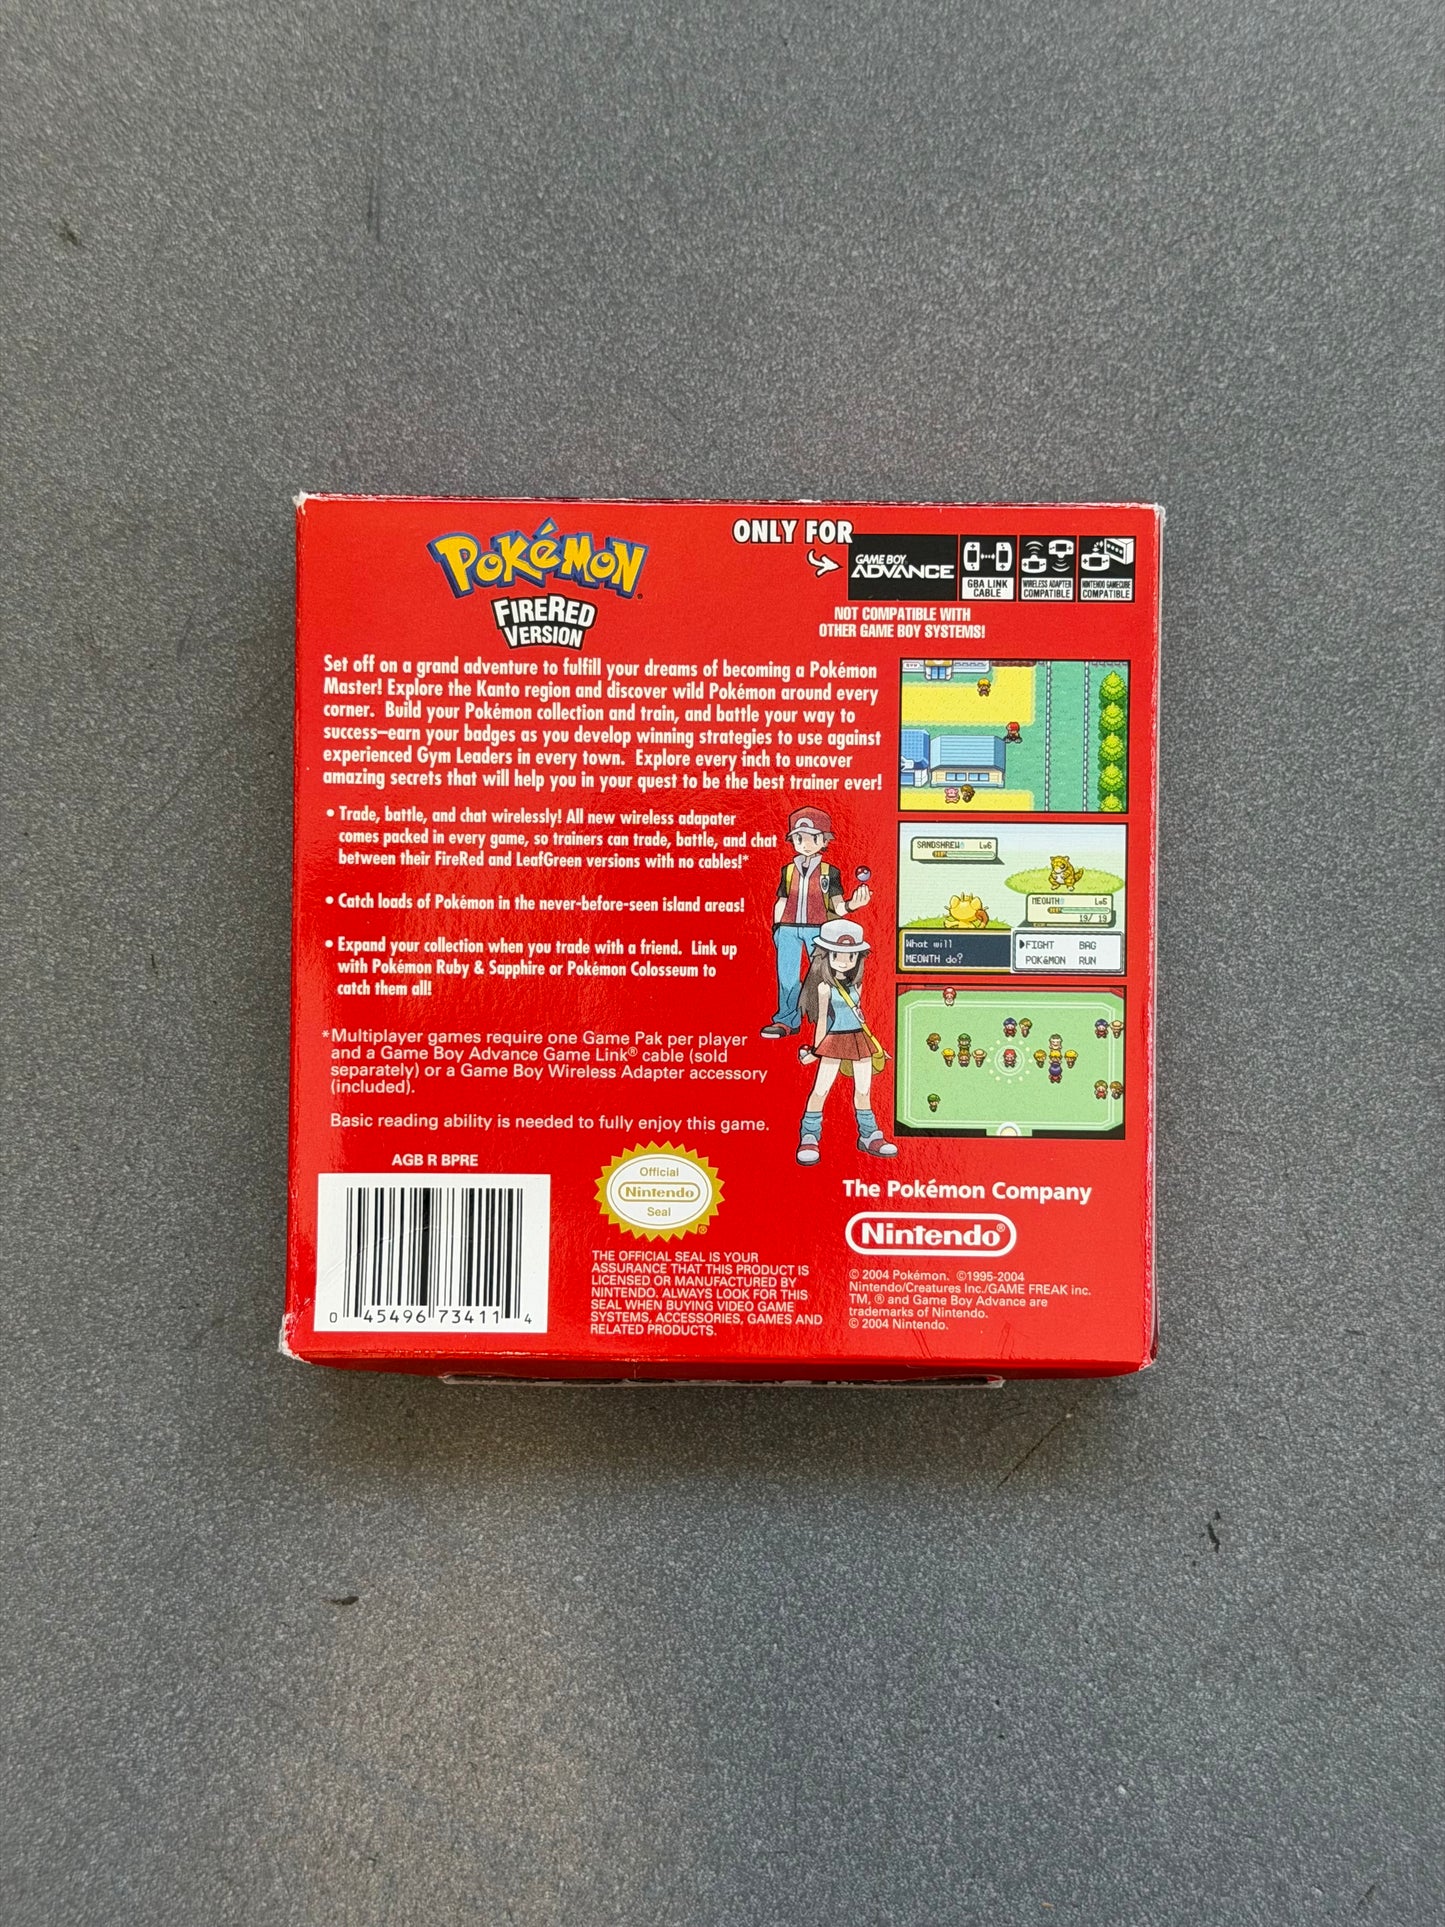 POKéMON
FIRERED
VERSION
ONLY FOR
GAME BOY
ADVANCE
GBA LINK
CABLE
WIRELESS ADAPTER
COMPATIBLE
NINTENDO GAMECUBE
COMPATIBLE
NOT COMPATIBLE WITH
OTHER GAME BOY SYSTEMS!
Set off on a grand adventure to fulfill your dreams of becoming a Pokémon
Master! Explore the Kanto region and discover wild Pokémon around every
corner. Build your Pokémon collection and train, and battle your way to
success—earn your badges as you develop winning strategies to use against
experienced Gym Leaders in every town. Explore every inch to uncover
amazing secrets that will help you in your quest to be the best trainer ever!
• Trade, battle, and chat wirelessly! All new wireless adapater
comes packed in every game, so trainers can trade, battle, and chat
between their FireRed and LeafGreen versions with no cables!*
• Catch loads of Pokémon in the never-before-seen island areas!
• Expand your collection when you trade with a friend. Link up
with Pokémon Ruby & Sapphire or Pokémon Colosseum to
catch them all!
*Multiplayer games require one Game Pak per player
and a Game Boy Advance Game Link® cable (sold
separately) or a Game Boy Wireless Adapter accessory
(included).
Basic reading ability is needed to fully enjoy this game.
GYM
SANDSHREW♂ Lv6
HP
MEOWTH♂ Lv5
HP
19/ 19
What will
MEOWTH do?
▶FIGHT BAG
POKéMON RUN
AGB R BPRE
0 45496 73411 4
Official
Nintendo
Seal
®
THE OFFICIAL SEAL IS YOUR
ASSURANCE THAT THIS PRODUCT IS
LICENSED OR MANUFACTURED BY
NINTENDO. ALWAYS LOOK FOR THIS
SEAL WHEN BUYING VIDEO GAME
SYSTEMS, ACCESSORIES, GAMES AND
RELATED PRODUCTS.
The Pokémon Company
Nintendo®
© 2004 Pokémon. ©1995-2004
Nintendo/Creatures Inc./GAME FREAK inc.
TM, ® and Game Boy Advance are
trademarks of Nintendo.
© 2004 Nintendo.